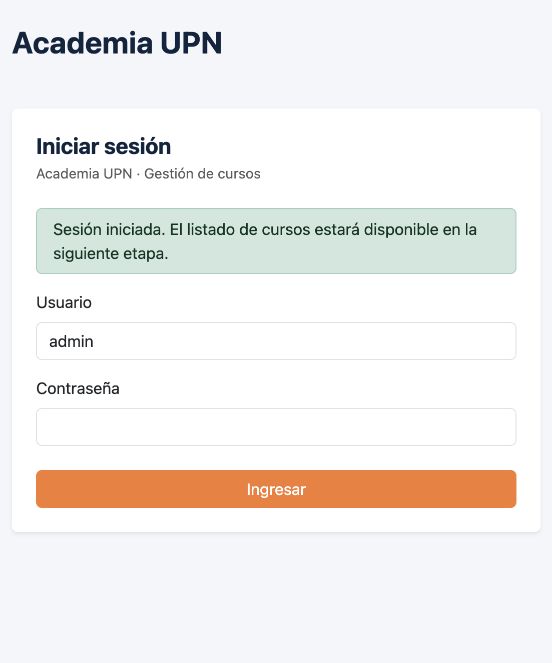 Academia UPN
Iniciar sesión
Academia UPN · Gestión de cursos
Sesión iniciada. El listado de cursos estará disponible en la
siguiente etapa.
Usuario
admin
Contraseña
Ingresar